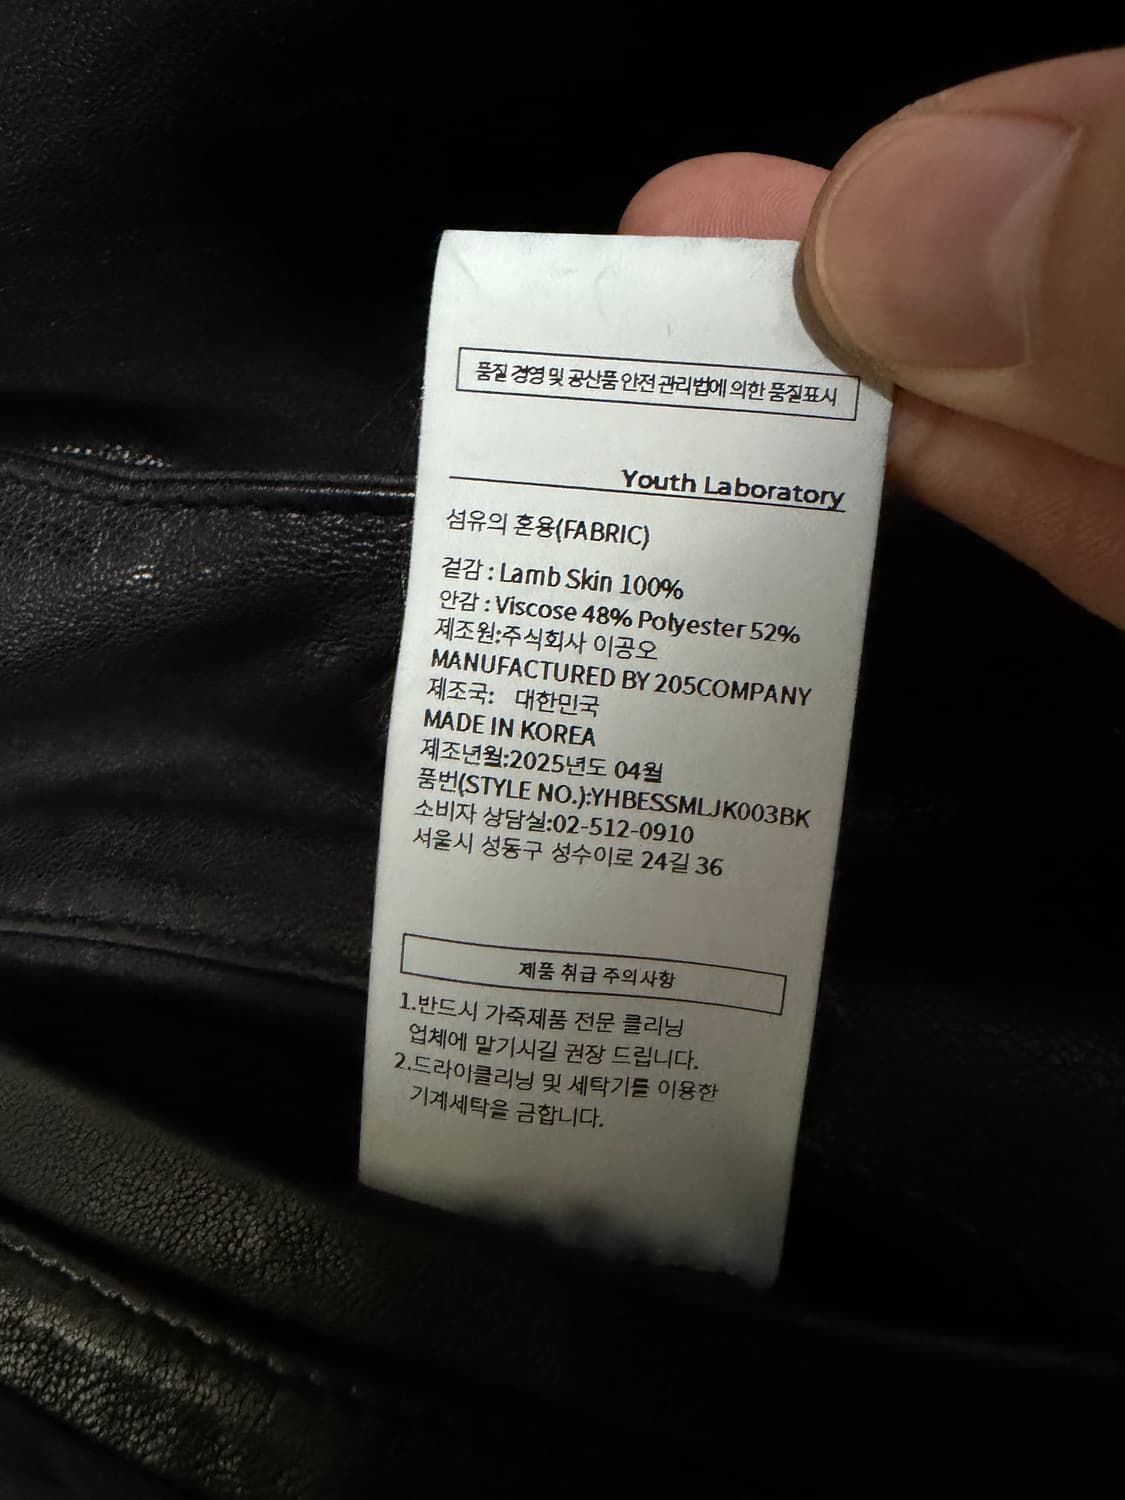 품질 경영 및 공산품 안전 관리법에 의한 품질표시
Youth Laboratory
섬유의 혼용(FABRIC)
겉감 : Lamb Skin 100%
안감 : Viscose 48% Polyester 52%
제조원:주식회사 이공오
MANUFACTURED BY 205COMPANY
제조국: 대한민국
MADE IN KOREA
제조년월:2025년도 04월
품번(STYLE NO.):YHBESSMLJK003BK
소비자 상담실:02-512-0910
서울시 성동구 성수이로 24길 36
제품 취급 주의사항
1.반드시 가죽제품 전문 클리닝
업체에 맡기시길 권장 드립니다.
2.드라이클리닝 및 세탁기를 이용한
기계세탁을 금합니다.